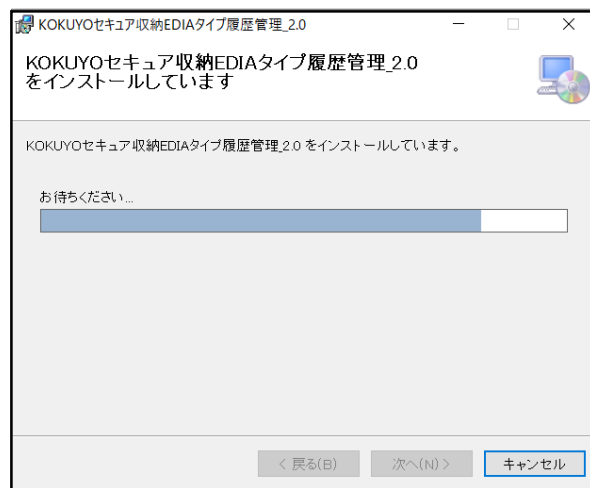 KOKUYOセキュア収納EDIAタイプ履歴管理_2.0
KOKUYOセキュア収納EDIAタイプ履歴管理_2.0
をインストールしています
KOKUYOセキュア収納EDIAタイプ履歴管理_2.0 をインストールしています。
お待ちください...
< 戻る(B)
次へ(N) >
キャンセル